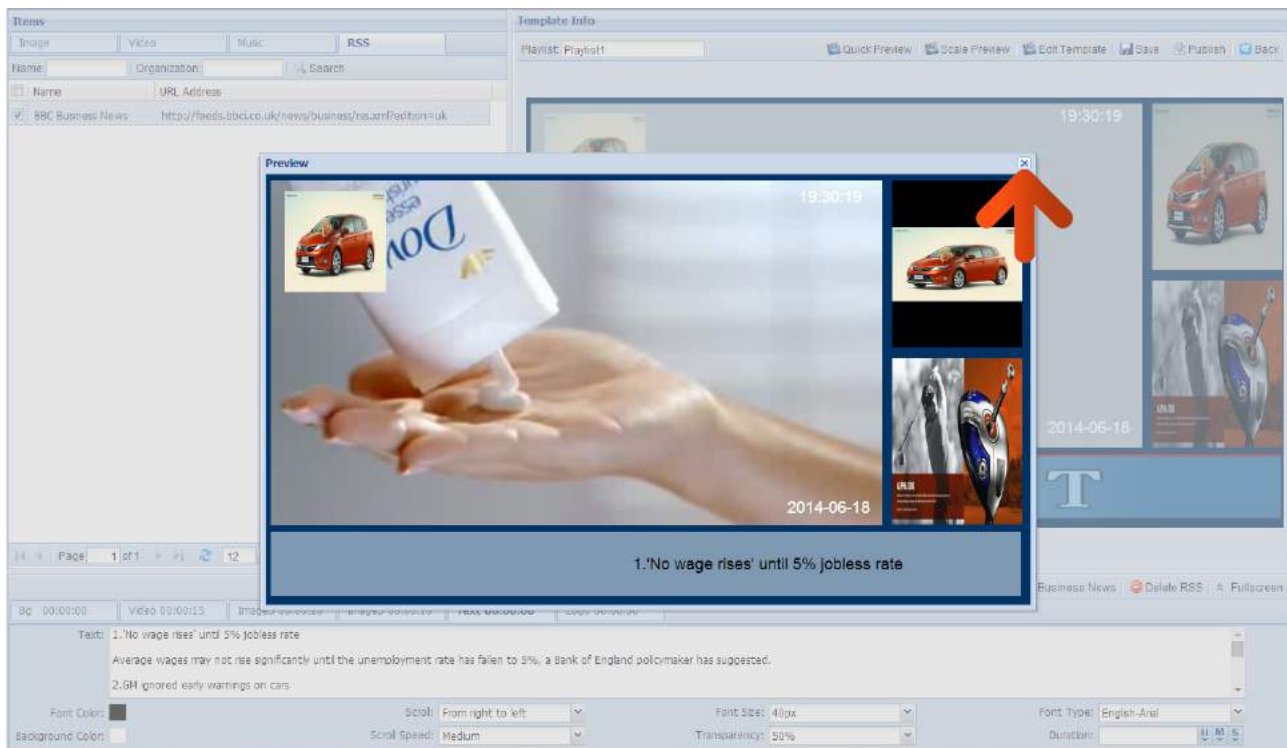 Items
Template Info
Image Video Music RSS
Playlist: Playlist1 Quick Preview Scale Preview Edit Template Save Publish Back
Name: Organization: Search
Name URL Address
BBC Business News http://feeds.bbci.co.uk/news/business/rss.xml?edition=uk
19:30:19
Preview
19:30:19
Dove
2014-06-18
2014-06-18
T
1.'No wage rises' until 5% jobless rate
Page 1 of 1 12
Business News Delete RSS Fullscreen
Bg 00:00:00 Video 00:00:15
Text: 1.'No wage rises' until 5% jobless rate
Average wages may not rise significantly until the unemployment rate has fallen to 5%, a Bank of England policymaker has suggested.
2.GM ignored early warnings on cars
Font Color: Scroll: From right to left Font Size: 40px Font Type: English-Arial
Background Color: Scroll Speed: Medium Transparency: 50% Duration: H M S